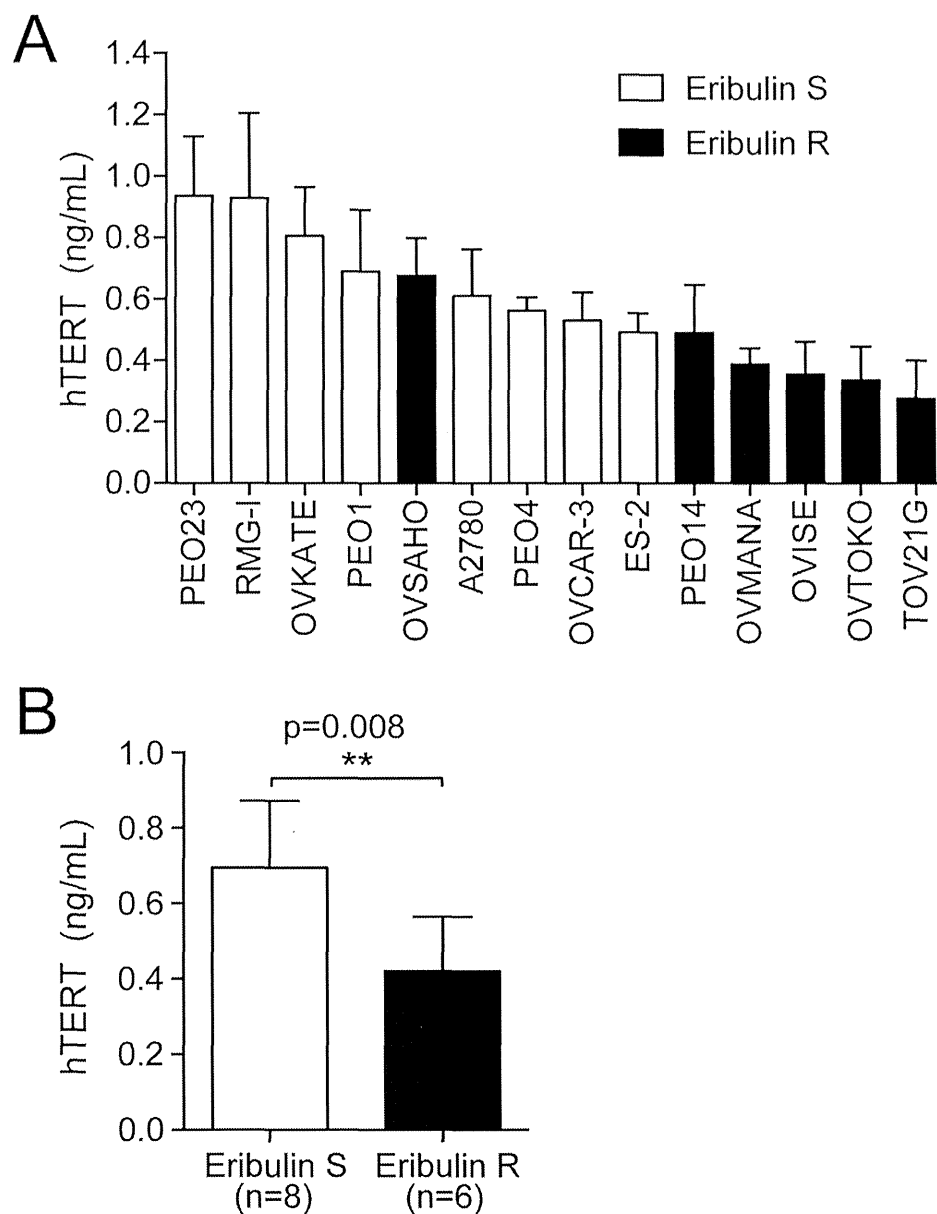 A
hTERT (ng/mL)
1.4
1.2
1.0
0.8
0.6
0.4
0.2
0.0
Eribulin S
Eribulin R
PEO23
RMG-I
OVKATE
PEO1
OVSAHO
A2780
PEO4
OVCAR-3
ES-2
PEO14
OVMANA
OVISE
OVTOKO
TOV21G
B
p=0.008
**
hTERT (ng/mL)
1.0
0.8
0.6
0.4
0.2
0.0
Eribulin S
(n=8)
Eribulin R
(n=6)